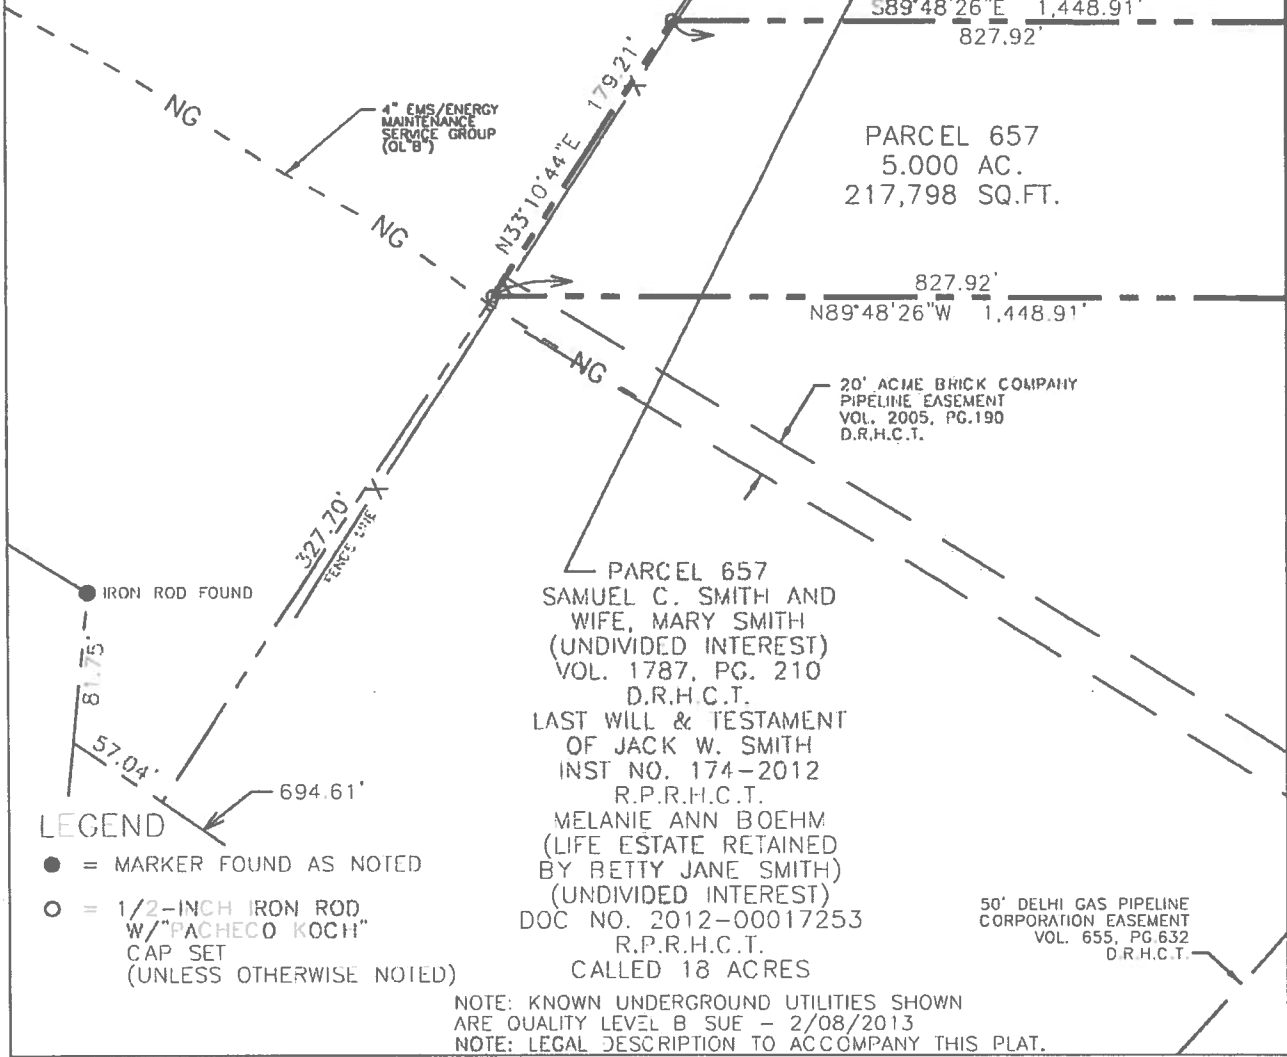 S89°48'26"E 1,448.91'
827.92'
179.21'
N33°10'44"E
NG
4" EMS/ENERGY
MAINTENANCE
SERVICE GROUP
(QL"B")
PARCEL 657
5.000 AC.
217,798 SQ.FT.
NG
827.92'
N89°48'26"W 1,448.91'
NG
20' ACME BRICK COMPANY
PIPELINE EASEMENT
VOL. 2005, PG.190
D.R.H.C.T.
327.70'
FENCE LINE
IRON ROD FOUND
81.75'
57.04'
694.61'
PARCEL 657
SAMUEL C. SMITH AND
WIFE, MARY SMITH
(UNDIVIDED INTEREST)
VOL. 1787, PG. 210
D.R.H.C.T.
LAST WILL & TESTAMENT
OF JACK W. SMITH
INST NO. 174-2012
R.P.R.H.C.T.
MELANIE ANN BOEHM
(LIFE ESTATE RETAINED
BY BETTY JANE SMITH)
(UNDIVIDED INTEREST)
DOC NO. 2012-00017253
R.P.R.H.C.T.
CALLED 18 ACRES
LEGEND
= MARKER FOUND AS NOTED
= 1/2-INCH IRON ROD
W/"PACHECO KOCH"
CAP SET
(UNLESS OTHERWISE NOTED)
50' DELHI GAS PIPELINE
CORPORATION EASEMENT
VOL. 655, PG.632
D.R.H.C.T.
NOTE: KNOWN UNDERGROUND UTILITIES SHOWN
ARE QUALITY LEVEL B SUE - 2/08/2013
NOTE: LEGAL DESCRIPTION TO ACCOMPANY THIS PLAT.